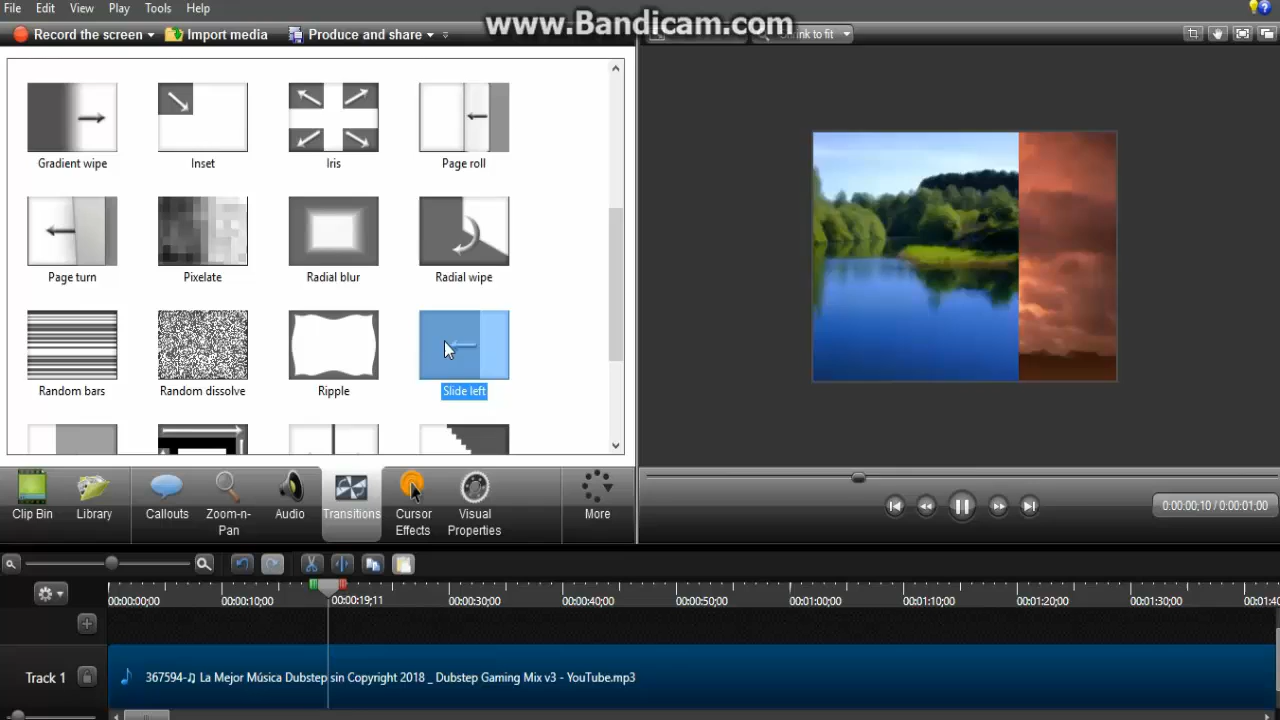 File Edit View Play Tools Help
www.Bandicam.com
Record the screen Import media Produce and share
to fit
Gradient wipe Inset Iris Page roll
Page turn Pixelate Radial blur Radial wipe
Random bars Random dissolve Ripple Slide left
Clip Bin Library Callouts Zoom-n-Pan Audio Transitions Cursor Effects Visual Properties More
0:00:00;10 / 0:00:01;00
00:00:00;00 00:00:10;00 00:00:19;11 00:00:30;00 00:00:40;00 00:00:50;00 00:01:00;00 00:01:10;00 00:01:20;00 00:01:30;00 00:01:40
Track 1 367594-♫ La Mejor Música Dubstep sin Copyright 2018 _ Dubstep Gaming Mix v3 - YouTube.mp3